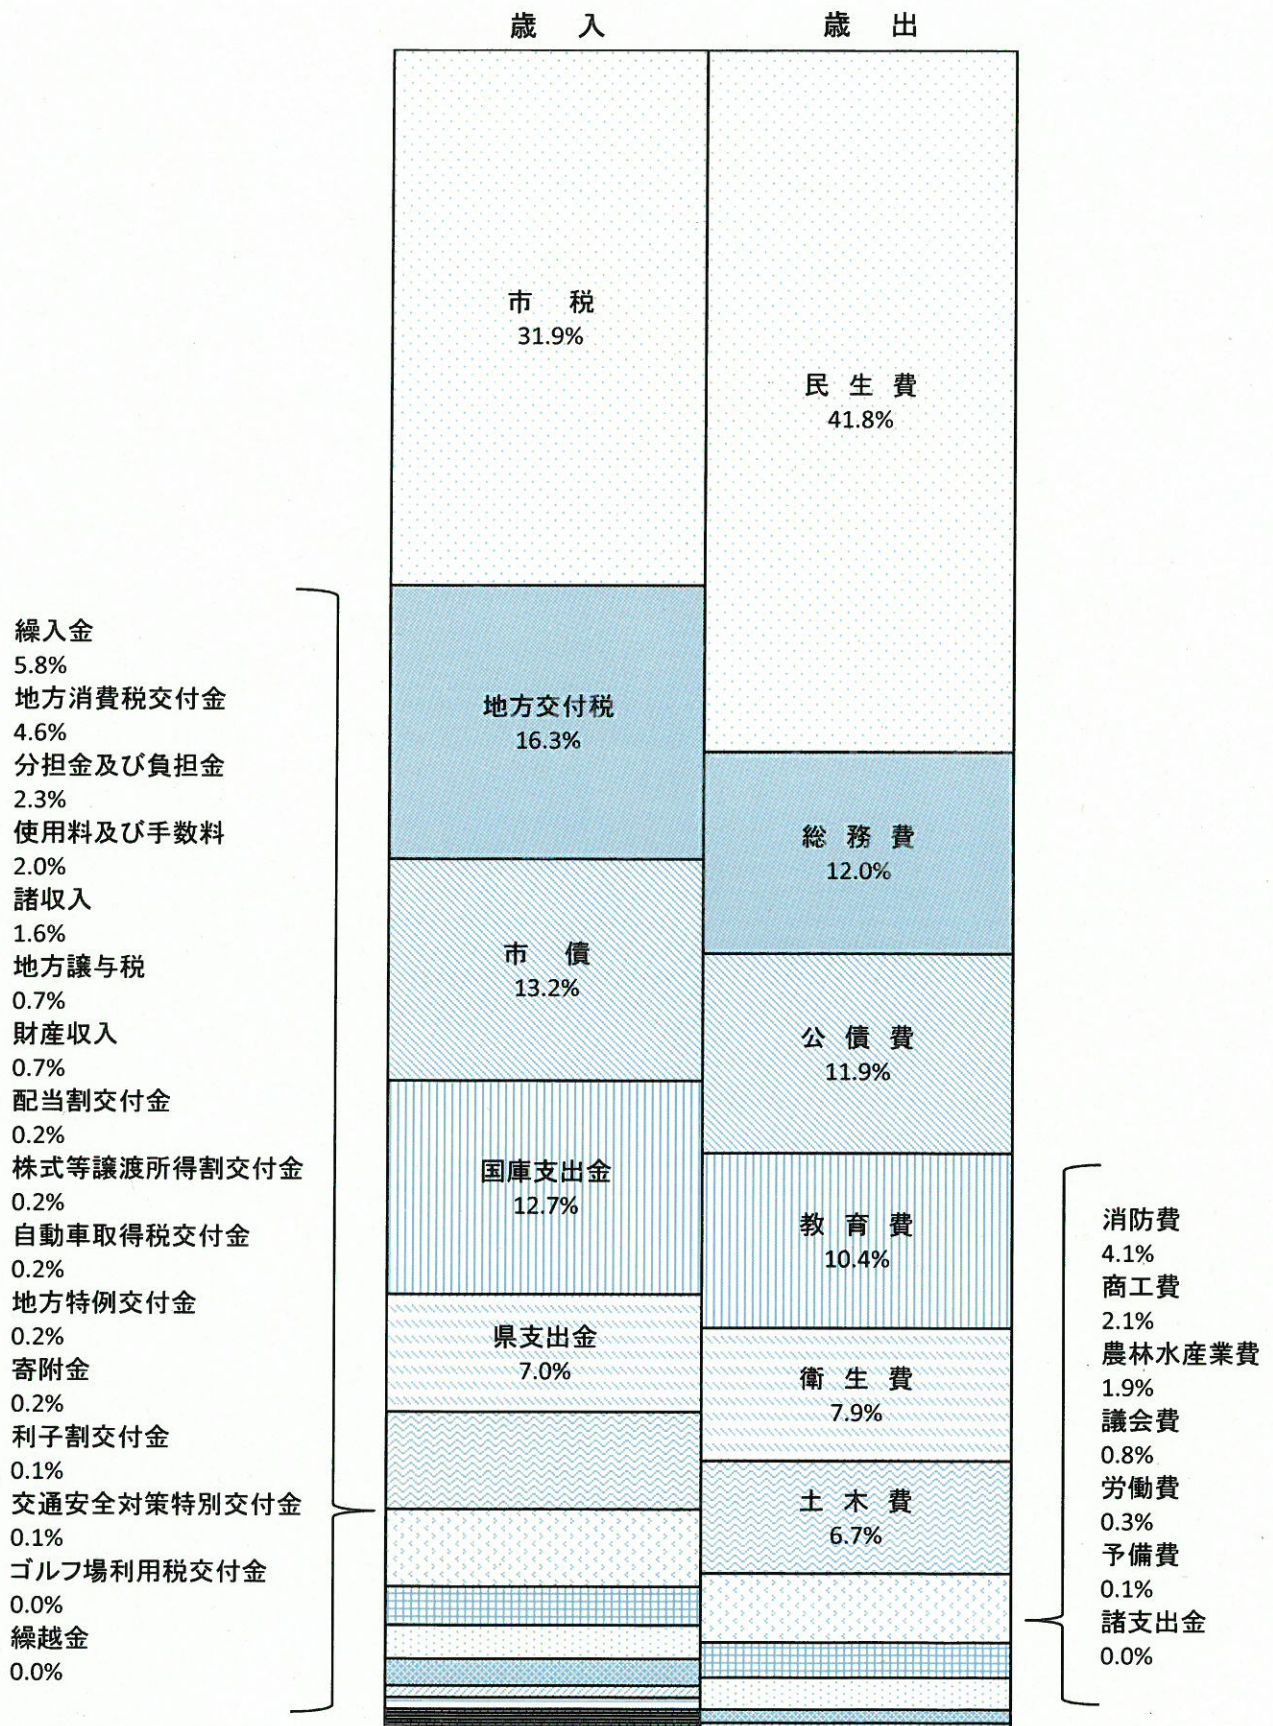 歳 入
歳 出
市 税
31.9%
地方交付税
16.3%
市 債
13.2%
国庫支出金
12.7%
県支出金
7.0%
繰入金
5.8%
地方消費税交付金
4.6%
分担金及び負担金
2.3%
使用料及び手数料
2.0%
諸収入
1.6%
地方譲与税
0.7%
財産収入
0.7%
配当割交付金
0.2%
株式等譲渡所得割交付金
0.2%
自動車取得税交付金
0.2%
地方特例交付金
0.2%
寄附金
0.2%
利子割交付金
0.1%
交通安全対策特別交付金
0.1%
ゴルフ場利用税交付金
0.0%
繰越金
0.0%
民 生 費
41.8%
総 務 費
12.0%
公 債 費
11.9%
教 育 費
10.4%
衛 生 費
7.9%
土 木 費
6.7%
消防費
4.1%
商工費
2.1%
農林水産業費
1.9%
議会費
0.8%
労働費
0.3%
予備費
0.1%
諸支出金
0.0%